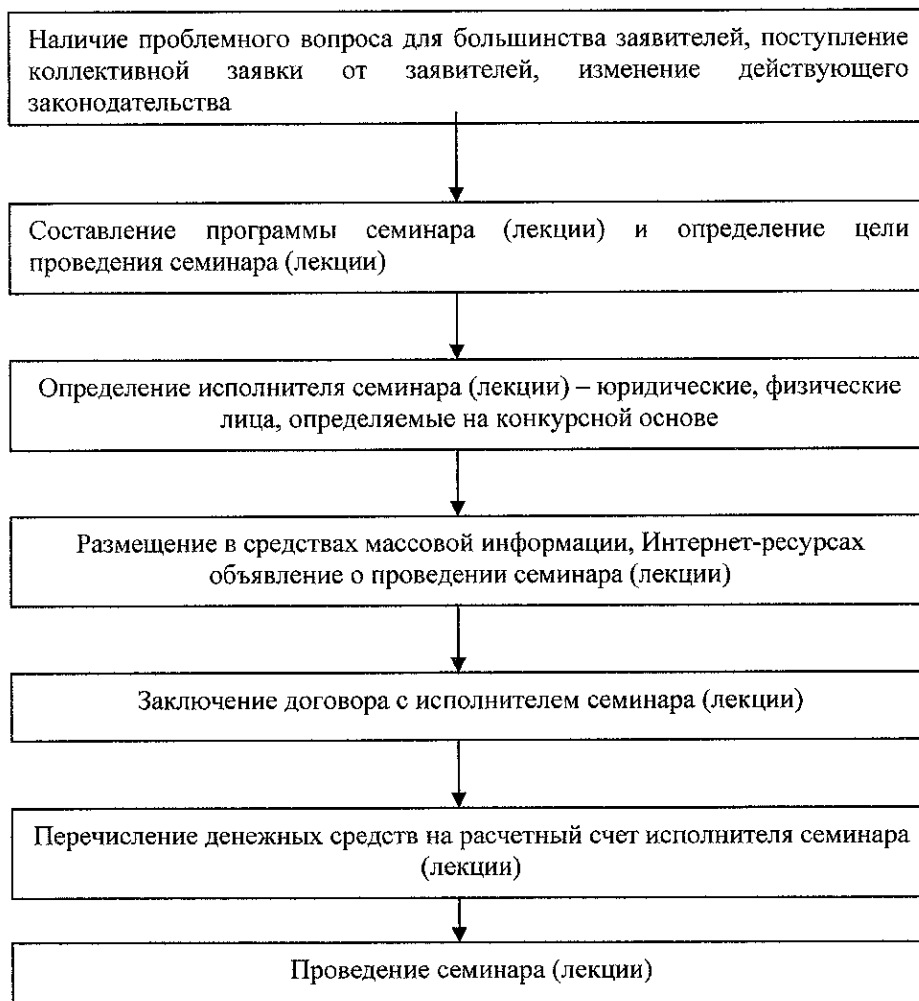 Наличие проблемного вопроса для большинства заявителей, поступление
коллективной заявки от заявителей, изменение действующего
законодательства
Составление программы семинара (лекции) и определение цели
проведения семинара (лекции)
Определение исполнителя семинара (лекции) – юридические, физические
лица, определяемые на конкурсной основе
Размещение в средствах массовой информации, Интернет-ресурсах
объявление о проведении семинара (лекции)
Заключение договора с исполнителем семинара (лекции)
Перечисление денежных средств на расчетный счет исполнителя семинара
(лекции)
Проведение семинара (лекции)